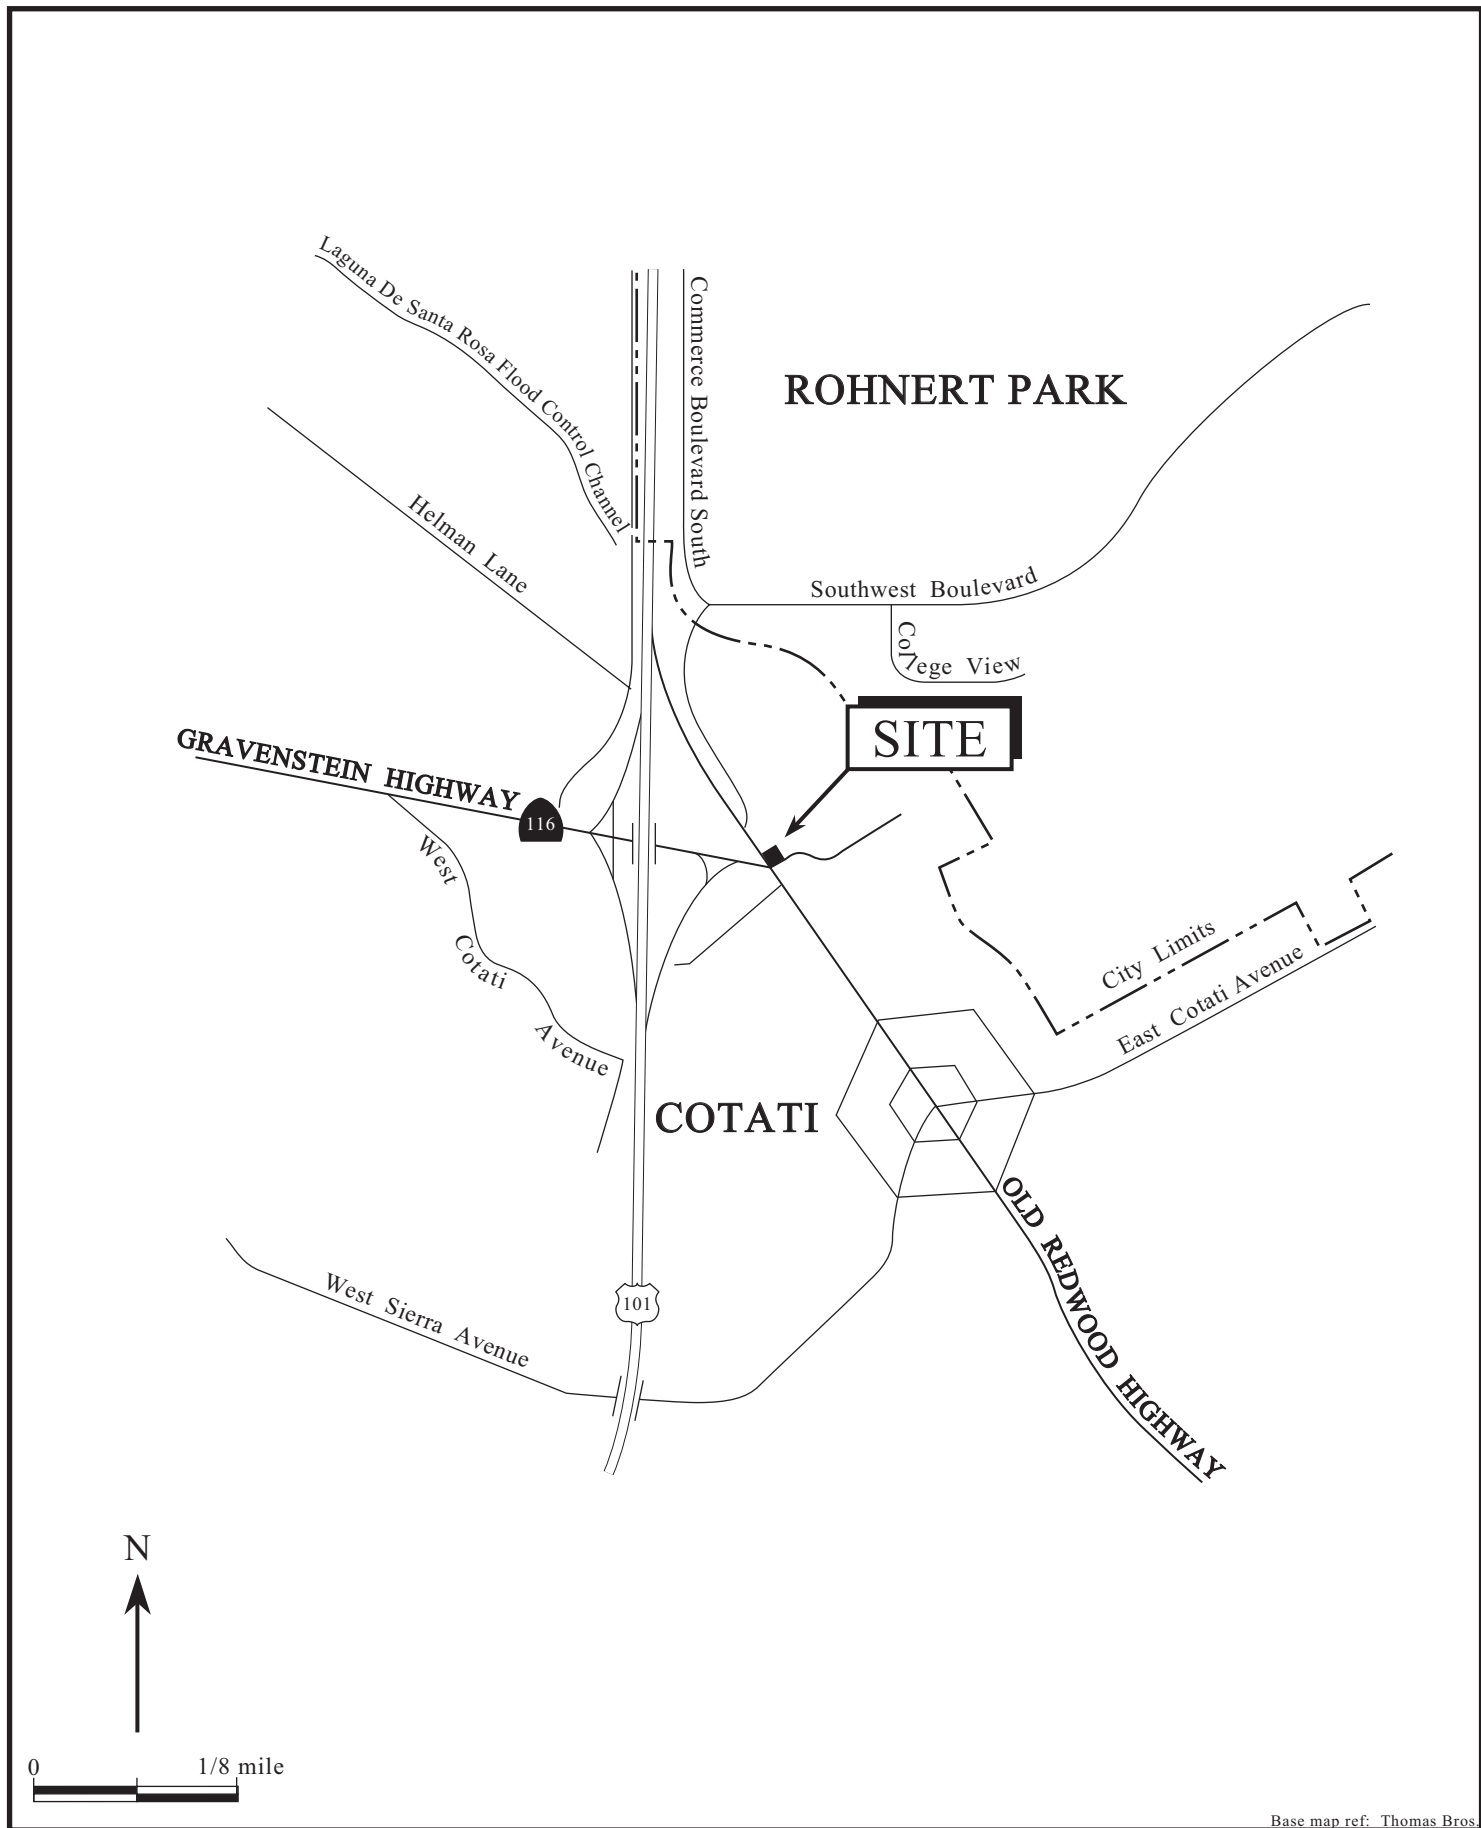 Laguna De Santa Rosa Flood Control Channel
Commerce Boulevard South
ROHNERT PARK
Helman Lane
Southwest Boulevard
College View
SITE
GRAVENSTEIN HIGHWAY
116
West Cotati Avenue
City Limits
East Cotati Avenue
COTATI
OLD REDWOOD HIGHWAY
101
West Sierra Avenue
N
0 1/8 mile
Base map ref: Thomas Bros.